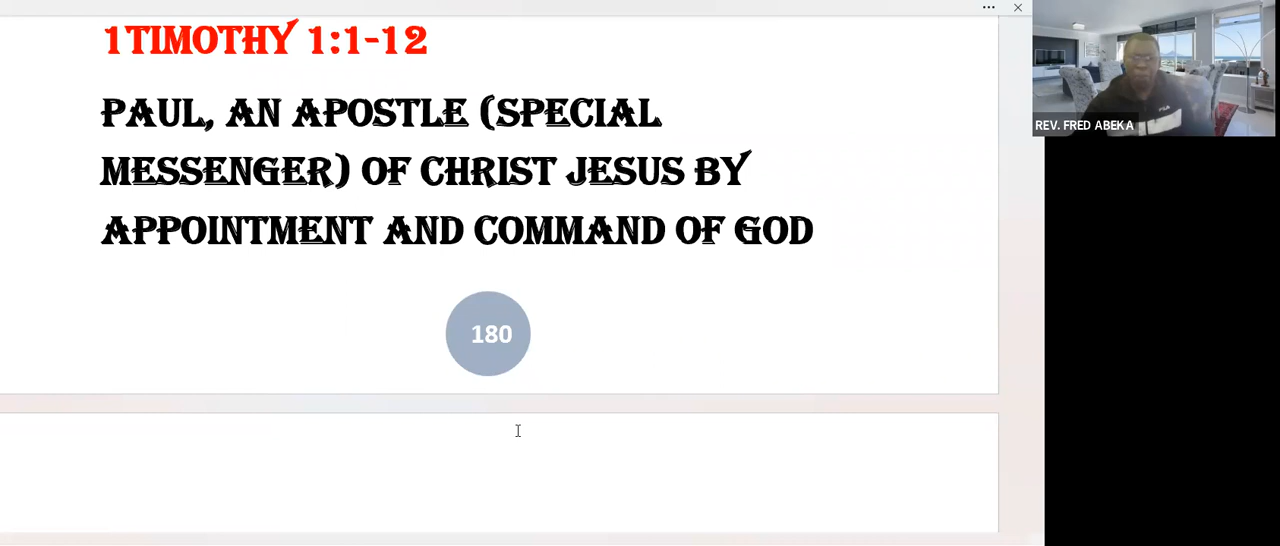 1TIMOTHY 1:1-12
PAUL, AN APOSTLE (SPECIAL
MESSENGER) OF CHRIST JESUS BY
APPOINTMENT AND COMMAND OF GOD
180
REV. FRED ABEKA
FILA